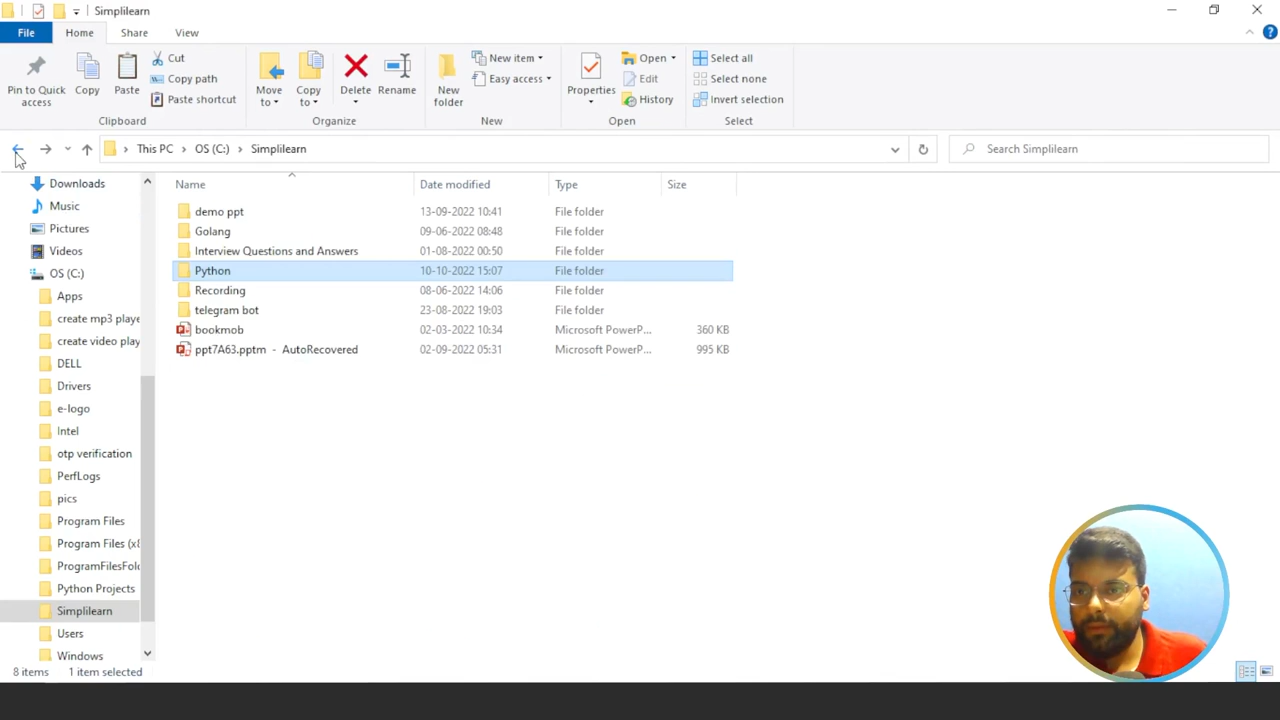 Simplilearn
File Home Share View
Pin to Quick access
Copy
Paste
Cut
Copy path
Paste shortcut
Clipboard
Move to
Copy to
Delete
Rename
Organize
New folder
New item
Easy access
New
Properties
Open
Edit
History
Open
Select all
Select none
Invert selection
Select
This PC > OS (C:) > Simplilearn
Search Simplilearn
Downloads
Music
Pictures
Videos
OS (C:)
Apps
create mp3 playe
create video play
DELL
Drivers
e-logo
Intel
otp verification
PerfLogs
pics
Program Files
Program Files (x8
ProgramFilesFol
Python Projects
Simplilearn
Users
Windows
Name Date modified Type Size
demo ppt 13-09-2022 10:41 File folder
Golang 09-06-2022 08:48 File folder
Interview Questions and Answers 01-08-2022 00:50 File folder
Python 10-10-2022 15:07 File folder
Recording 08-06-2022 14:06 File folder
telegram bot 23-08-2022 19:03 File folder
bookmob 02-03-2022 10:34 Microsoft PowerP... 360 KB
ppt7A63.pptm - AutoRecovered 02-09-2022 05:31 Microsoft PowerP... 995 KB
8 items 1 item selected